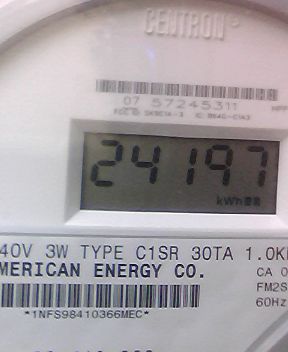 CENTRON®
07 57245311
24197
kWh
40V 3W TYPE C1SR 30TA 1.0K
MERICAN ENERGY CO.
CA 0
FM2S
60Hz
*1NFS98410366MEC*